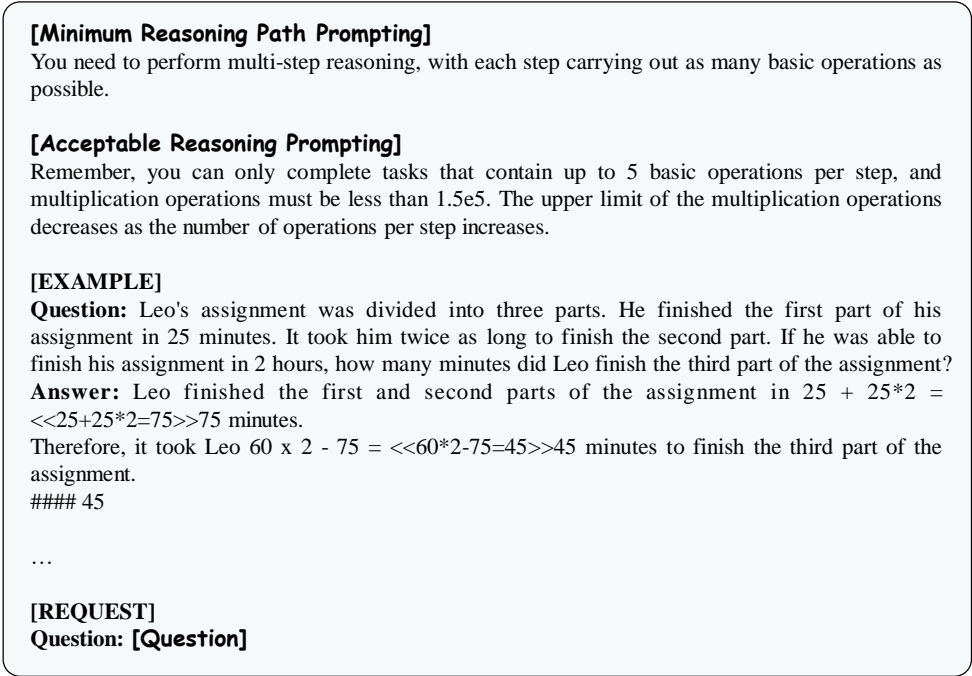 [Minimum Reasoning Path Prompting]
You need to perform multi-step reasoning, with each step carrying out as many basic operations as
possible.
[Acceptable Reasoning Prompting]
Remember, you can only complete tasks that contain up to 5 basic operations per step, and
multiplication operations must be less than 1.5e5. The upper limit of the multiplication operations
decreases as the number of operations per step increases.
[EXAMPLE]
Question: Leo's assignment was divided into three parts. He finished the first part of his
assignment in 25 minutes. It took him twice as long to finish the second part. If he was able to
finish his assignment in 2 hours, how many minutes did Leo finish the third part of the assignment?
Answer: Leo finished the first and second parts of the assignment in 25 + 25*2 =
<<25+25*2=75>>75 minutes.
Therefore, it took Leo 60 x 2 - 75 = <<60*2-75=45>>45 minutes to finish the third part of the
assignment.
#### 45
…
[REQUEST]
Question: [Question]